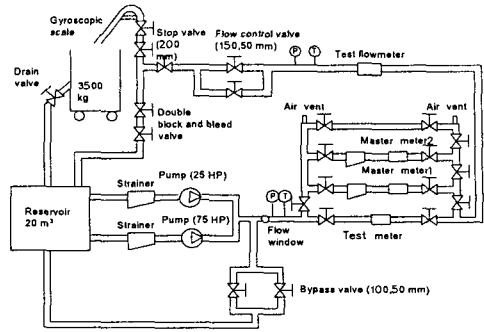 Gyroscopic
scale
Stop valve
(200
mm)
Flow control valve
(150,50 mm)
P
T
Test flowmeter
Drain
valve
3500
kg
Double
block and bleed
valve
Air vent
Air vent
Master meter2
Master meter1
Strainer
Pump (25 HP)
Reservoir
20 m³
Strainer
Pump (75 HP)
P
T
Flow
window
Test meter
Bypass valve (100,50 mm)